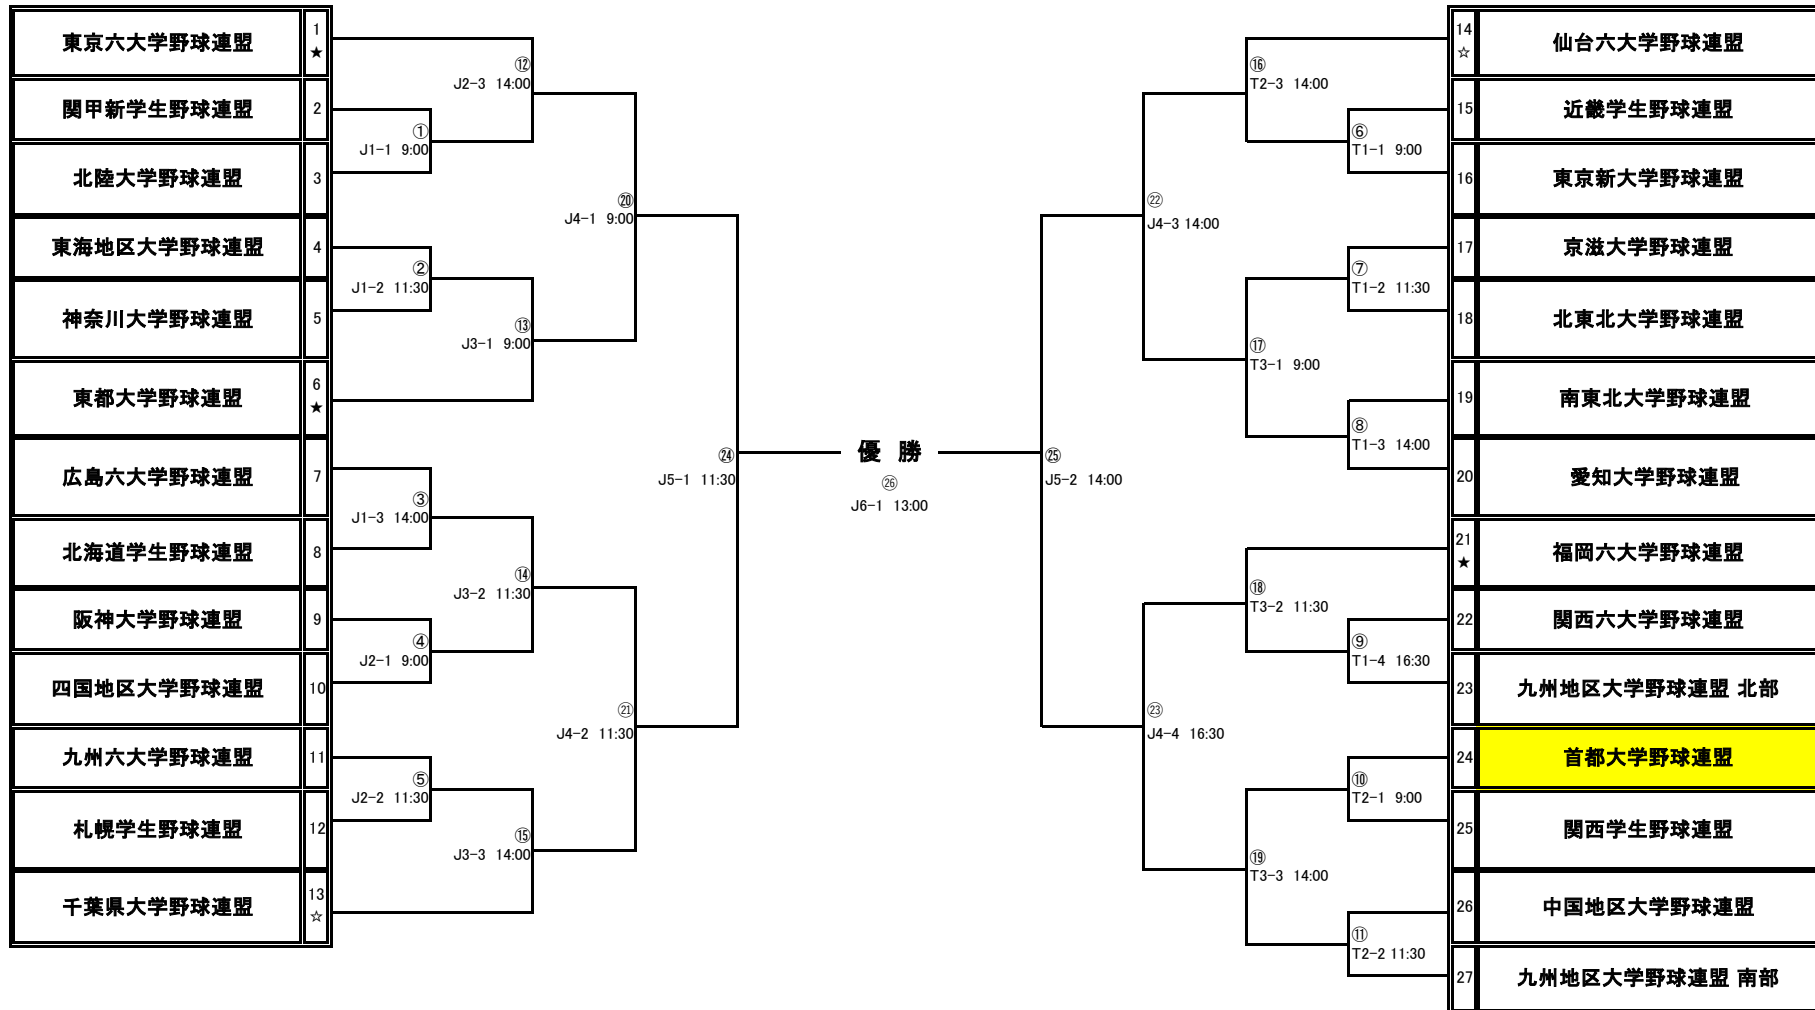 東京六大学野球連盟 1 ★
関甲新学生野球連盟 2
北陸大学野球連盟 3
東海地区大学野球連盟 4
神奈川大学野球連盟 5
東都大学野球連盟 6 ★
広島六大学野球連盟 7
北海道学生野球連盟 8
阪神大学野球連盟 9
四国地区大学野球連盟 10
九州六大学野球連盟 11
札幌学生野球連盟 12
千葉県大学野球連盟 13 ☆
①
J1-1 9:00
②
J1-2 11:30
③
J1-3 14:00
④
J2-1 9:00
⑤
J2-2 11:30
⑫
J2-3 14:00
⑬
J3-1 9:00
⑭
J3-2 11:30
⑮
J3-3 14:00
⑳
J4-1 9:00
㉑
J4-2 11:30
㉔
J5-1 11:30
優 勝
㉖
J6-1 13:00
㉕
J5-2 14:00
㉒
J4-3 14:00
㉓
J4-4 16:30
⑯
T2-3 14:00
⑰
T3-1 9:00
⑱
T3-2 11:30
⑲
T3-3 14:00
⑥
T1-1 9:00
⑦
T1-2 11:30
⑧
T1-3 14:00
⑨
T1-4 16:30
⑩
T2-1 9:00
⑪
T2-2 11:30
14 ☆ 仙台六大学野球連盟
15 近畿学生野球連盟
16 東京新大学野球連盟
17 京滋大学野球連盟
18 北東北大学野球連盟
19 南東北大学野球連盟
20 愛知大学野球連盟
21 ★ 福岡六大学野球連盟
22 関西六大学野球連盟
23 九州地区大学野球連盟 北部
24 首都大学野球連盟
25 関西学生野球連盟
26 中国地区大学野球連盟
27 九州地区大学野球連盟 南部